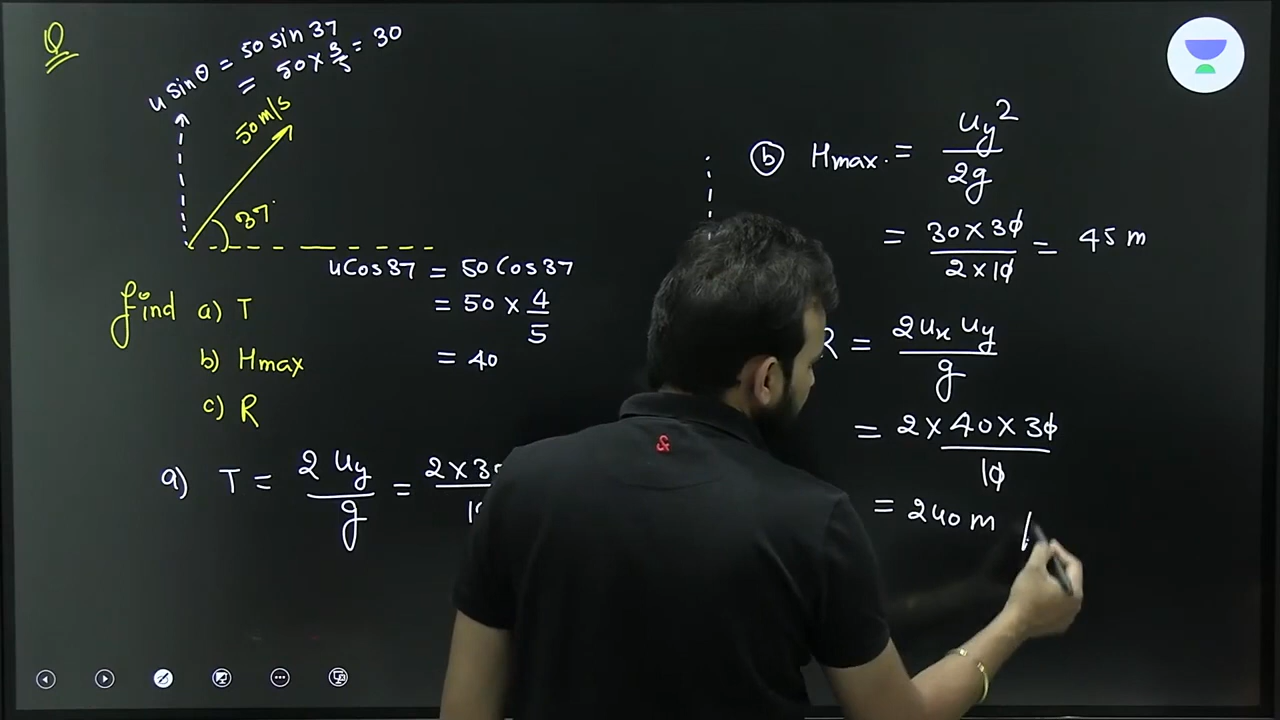 Q
u sinθ = 50 sin 37
= 50 × 3/5 = 30
50 m/s
37°
u Cos 37 = 50 Cos 37
= 50 × 4/5
= 40
find a) T
b) Hmax
c) R
a) T = 2 uy / g = 2 × 30
b Hmax. = uy² / 2g
= 30 × 30 / 2 × 10 = 45 m
R = 2 ux uy / g
= 2 × 40 × 30 / 10
= 240 m